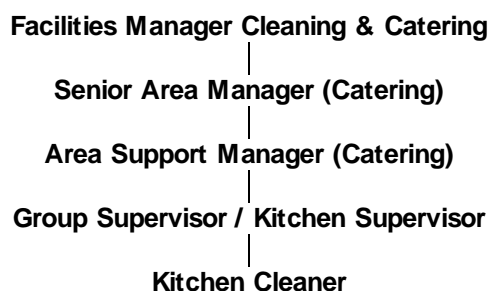 Facilities Manager Cleaning & Catering
Senior Area Manager (Catering)
Area Support Manager (Catering)
Group Supervisor / Kitchen Supervisor
Kitchen Cleaner